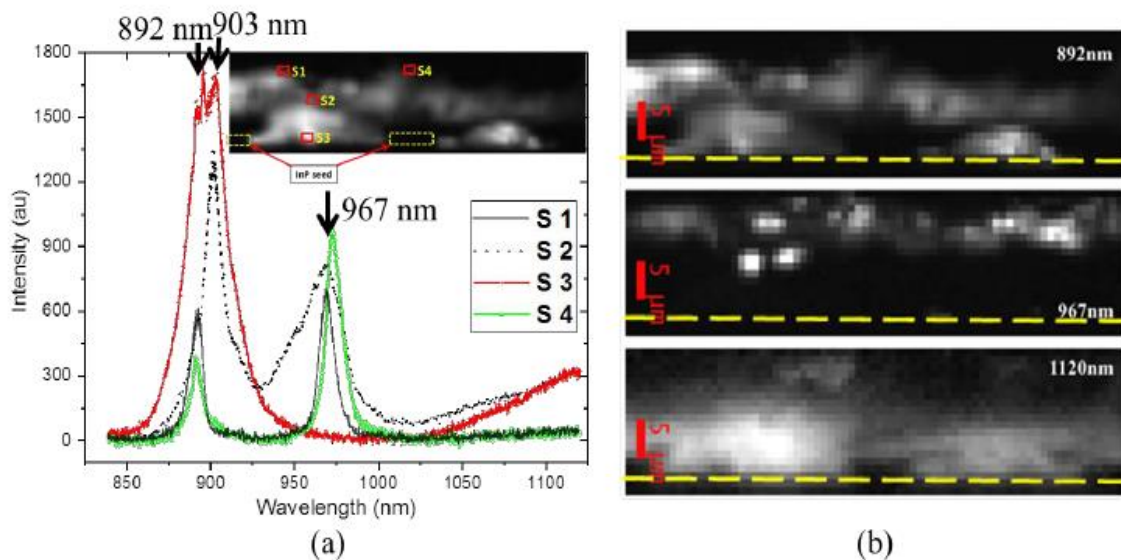 892 nm
903 nm
1800
1500
1200
900
600
300
0
Intensity (au)
850
900
950
1000
1050
1100
Wavelength (nm)
S1
S4
S2
S3
InP seed
967 nm
S 1
S 2
S 3
S 4
(a)
892nm
5 μm
967nm
5 μm
1120nm
5 μm
(b)